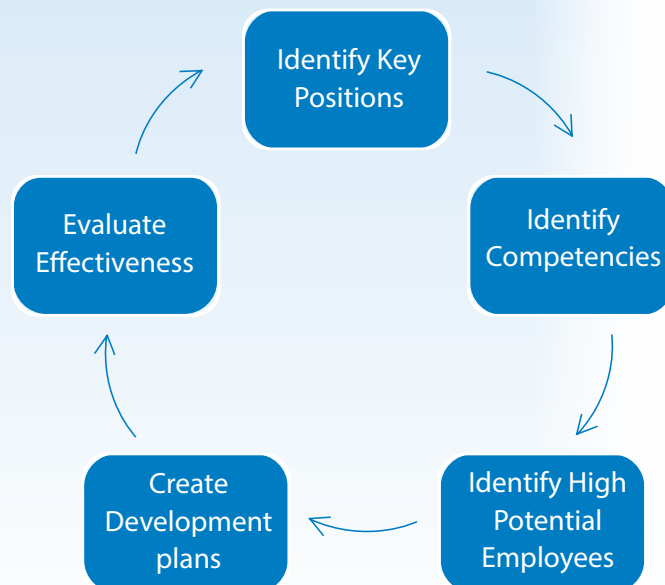 Identify Key
Positions
Identify
Competencies
Identify High
Potential
Employees
Create
Development
plans
Evaluate
Effectiveness